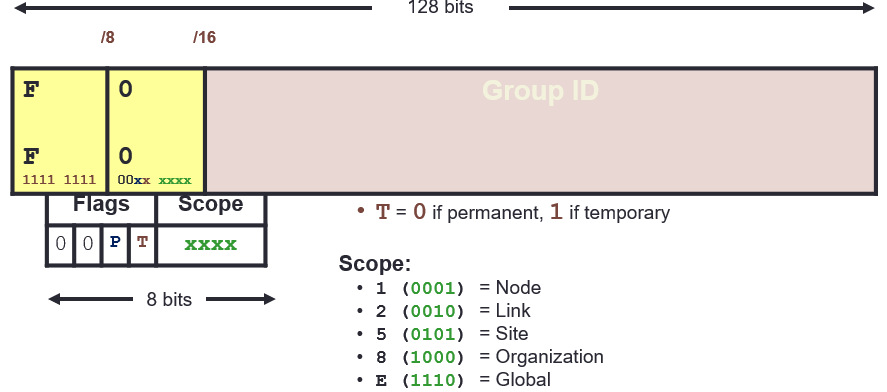 128 bits
/8 /16
F 0 Group ID
F 0
1111 1111 00xx xxxx
Flags Scope
• T = 0 if permanent, 1 if temporary
0 0 P T xxxx
Scope:
• 1 (0001) = Node
8 bits
• 2 (0010) = Link
• 5 (0101) = Site
• 8 (1000) = Organization
• E (1110) = Global